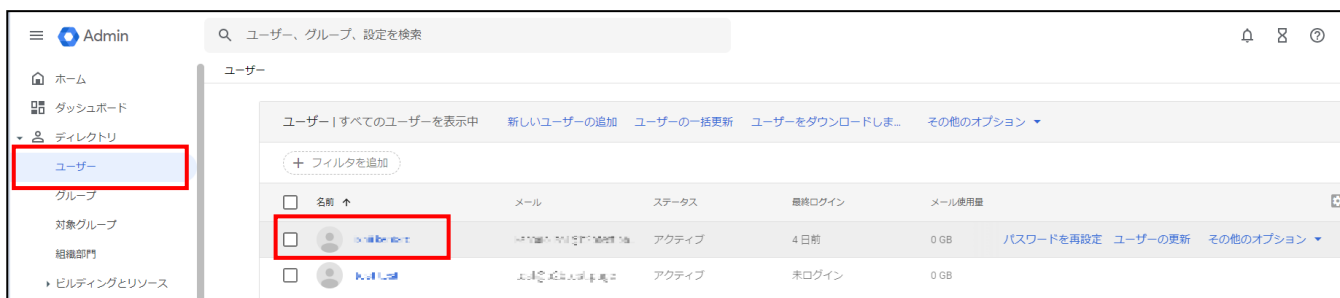 Admin
ユーザー、グループ、設定を検索
ホーム
ダッシュボード
ディレクトリ
ユーザー
グループ
対象グループ
組織部門
ビルディングとリソース
ユーザー
ユーザー | すべてのユーザーを表示中 新しいユーザーの追加 ユーザーの一括更新 ユーザーをダウンロードしま... その他のオプション
フィルタを追加
名前 メール ステータス 最終ログイン メール使用量
アクティブ 4 日前 0 GB パスワードを再設定 ユーザーの更新 その他のオプション
アクティブ 未ログイン 0 GB